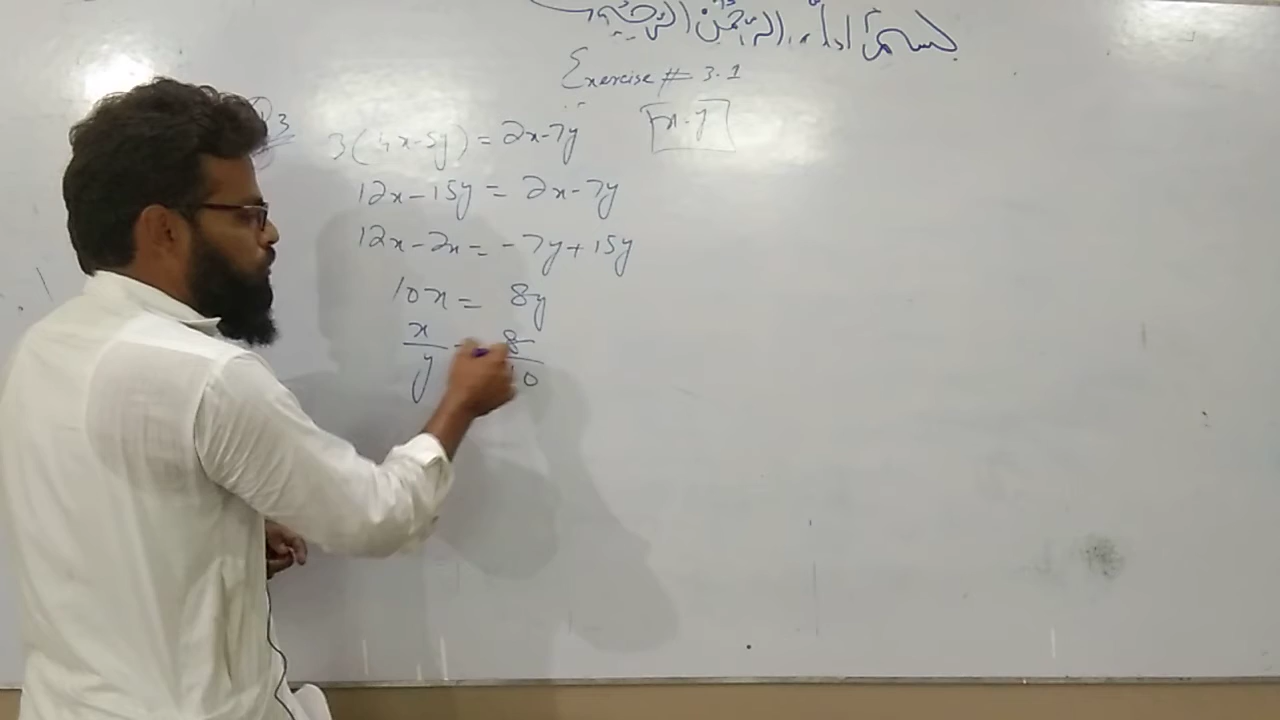 بسم اللہ الرحمن الرحیم
Exercise # 3.1
3 3(4x-5y) = 2x-7y x:y
12x-15y = 2x-7y
12x-2x = -7y+15y
10x = 8y
x/y = 8/10